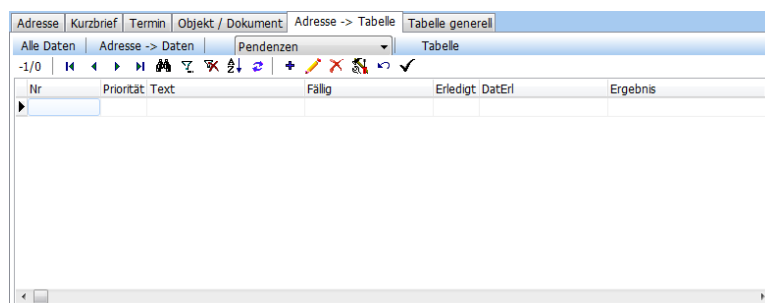 Adresse Kurzbrief Termin Objekt / Dokument Adresse -> Tabelle Tabelle generell
Alle Daten Adresse -> Daten Pendenzen Tabelle
-1/0
Nr Priorität Text Fällig Erledigt DatErl Ergebnis